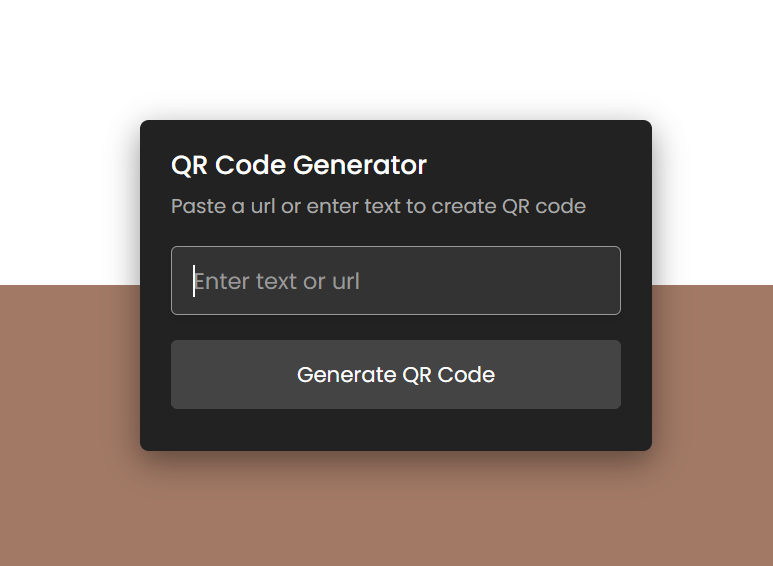 QR Code Generator
Paste a url or enter text to create QR code
Enter text or url
Generate QR Code